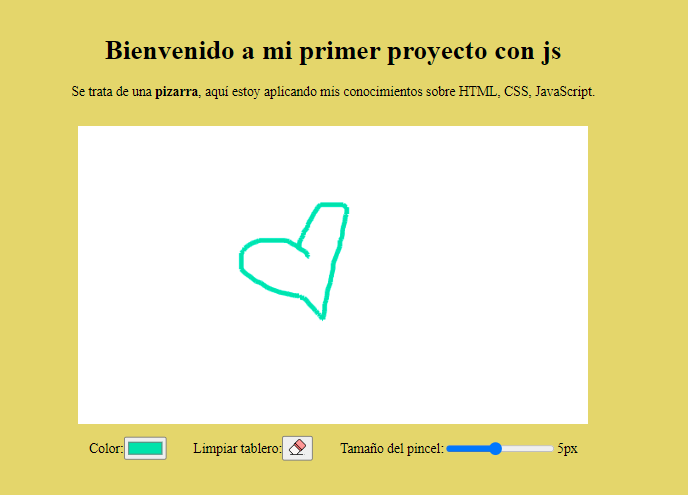 Bienvenido a mi primer proyecto con js
Se trata de una pizarra, aquí estoy aplicando mis conocimientos sobre HTML, CSS, JavaScript.
Color: Limpiar tablero: Tamaño del pincel: 5px